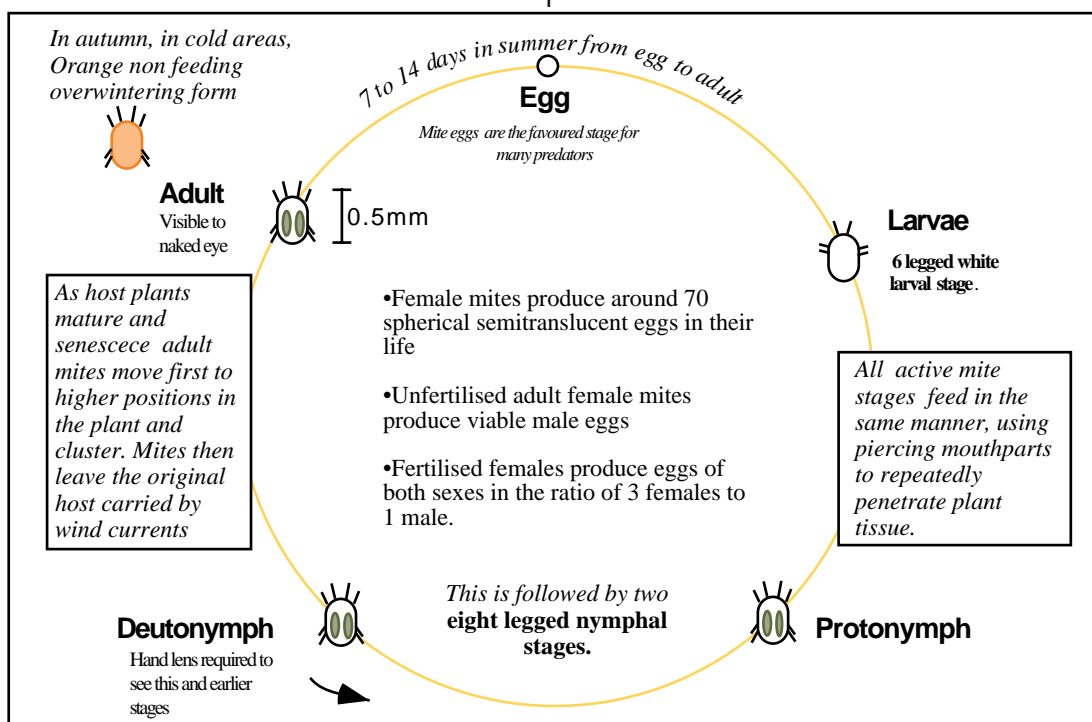 In autumn, in cold areas,
Orange non feeding
overwintering form
7 to 14 days in summer from egg to adult
Egg
Mite eggs are the favoured stage for
many predators
Adult
Visible to
naked eye
0.5mm
Larvae
6 legged white
larval stage.
As host plants
mature and
senescece adult
mites move first to
higher positions in
the plant and
cluster. Mites then
leave the original
host carried by
wind currents
•Female mites produce around 70
spherical semitranslucent eggs in their
life
•Unfertilised adult female mites
produce viable male eggs
•Fertilised females produce eggs of
both sexes in the ratio of 3 females to
1 male.
All active mite
stages feed in the
same manner, using
piercing mouthparts
to repeatedly
penetrate plant
tissue.
This is followed by two
eight legged nymphal
stages.
Deutonymph
Hand lens required to
see this and earlier
stages
Protonymph